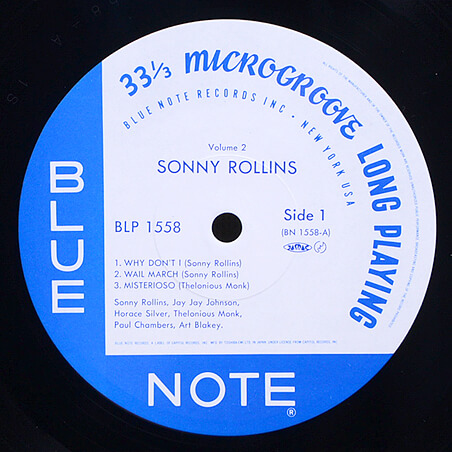 33⅓ MICROGROOVE LONG PLAYING
BLUE NOTE RECORDS INC • NEW YORK USA
Volume 2
SONNY ROLLINS
BLP 1558
Side 1
(BN 1558-A)
JASRAC
1. WHY DON'T I (Sonny Rollins)
2. WAIL MARCH (Sonny Rollins)
3. MISTERIOSO (Thelonious Monk)
Sonny Rollins, Jay Jay Johnson,
Horace Silver, Thelonious Monk,
Paul Chambers, Art Blakey.
BLUE
NOTE
®